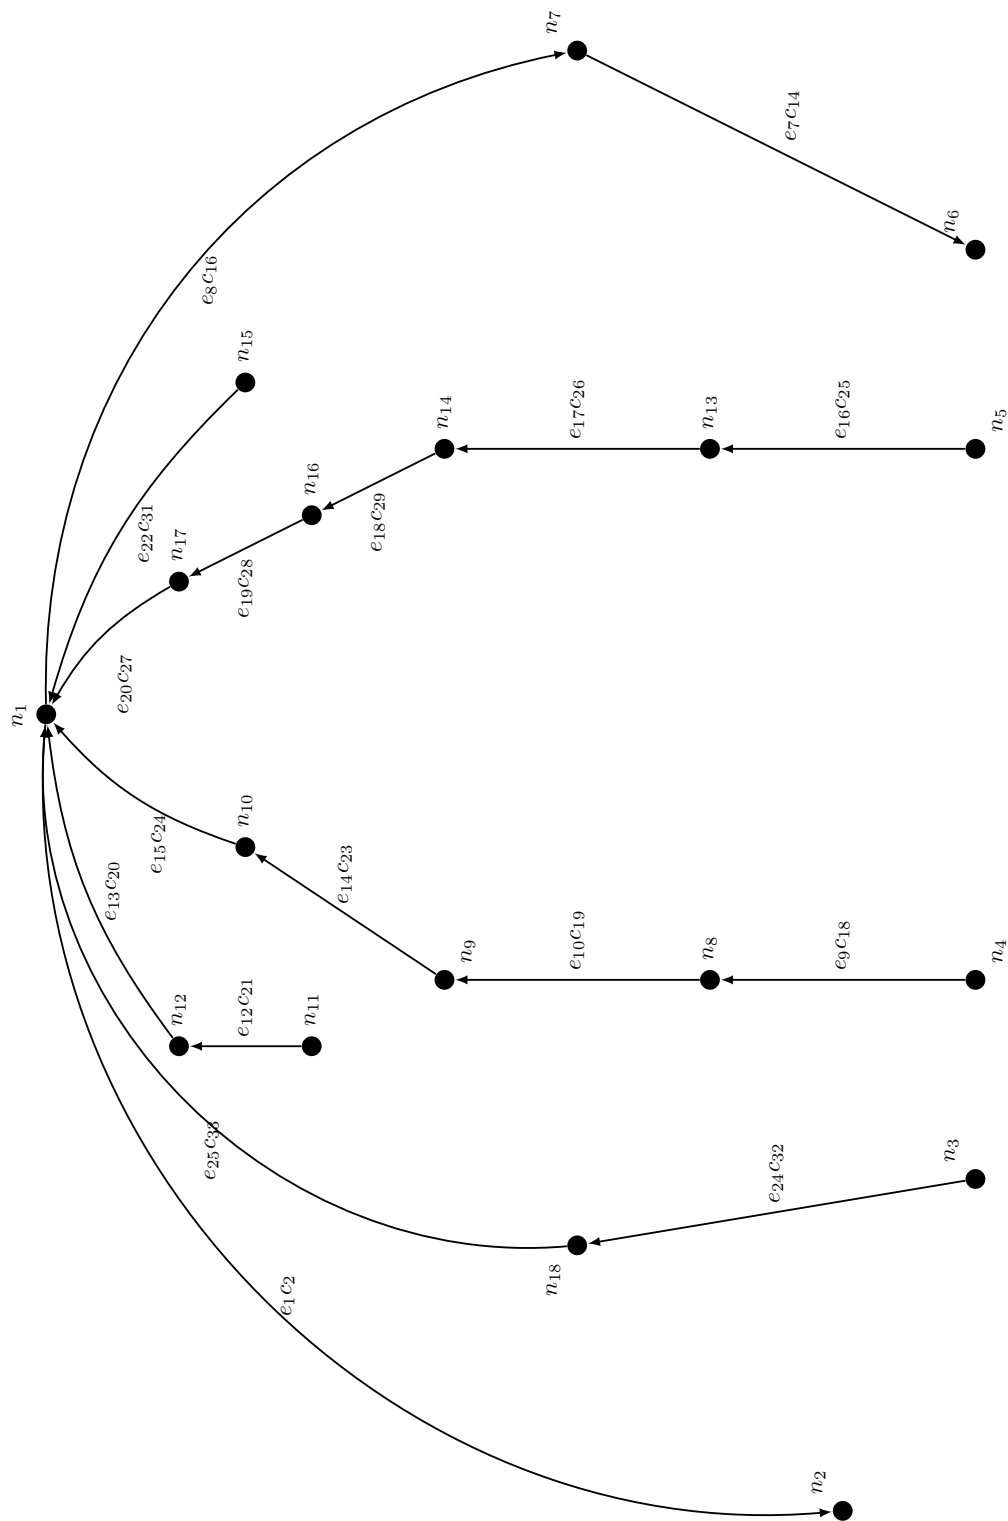 n₇
e₇c₁₄
n₆
e₈c₁₆
n₁₅
e₂₂c₃₁
n₁₄
e₁₇c₂₆
n₁₃
e₁₆c₂₅
n₅
n₁₆
e₁₈c₂₉
n₁₇
e₁₉c₂₈
e₂₀c₂₇
n₁
n₁₀
e₁₅c₂₄
e₁₄c₂₃
n₉
e₁₀c₁₉
n₈
e₉c₁₈
n₄
e₁₃c₂₀
n₁₂
e₁₂c₂₁
n₁₁
e₂₅c₃₃
e₂₄c₃₂
n₃
n₁₈
e₁c₂
n₂